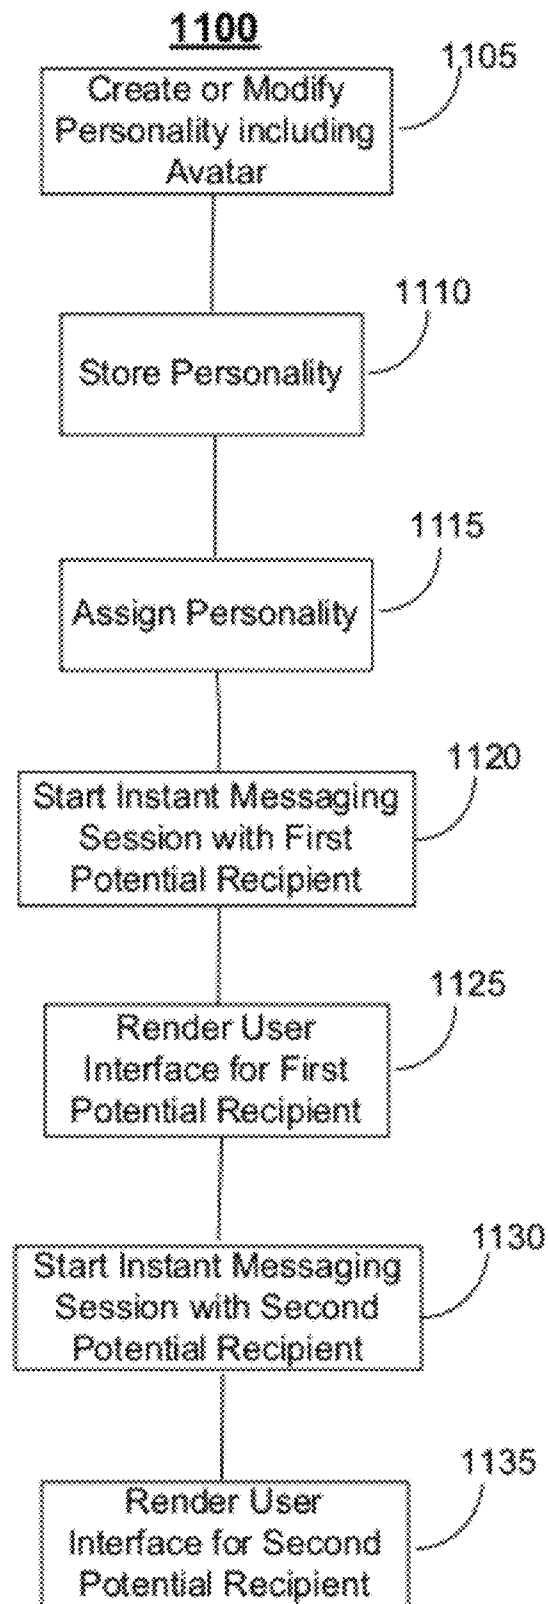 1100
1105
Create or Modify
Personality including
Avatar
1110
Store Personality
1115
Assign Personality
1120
Start Instant Messaging
Session with First
Potential Recipient
1125
Render User
Interface for First
Potential Recipient
1130
Start Instant Messaging
Session with Second
Potential Recipient
1135
Render User
Interface for Second
Potential Recipient